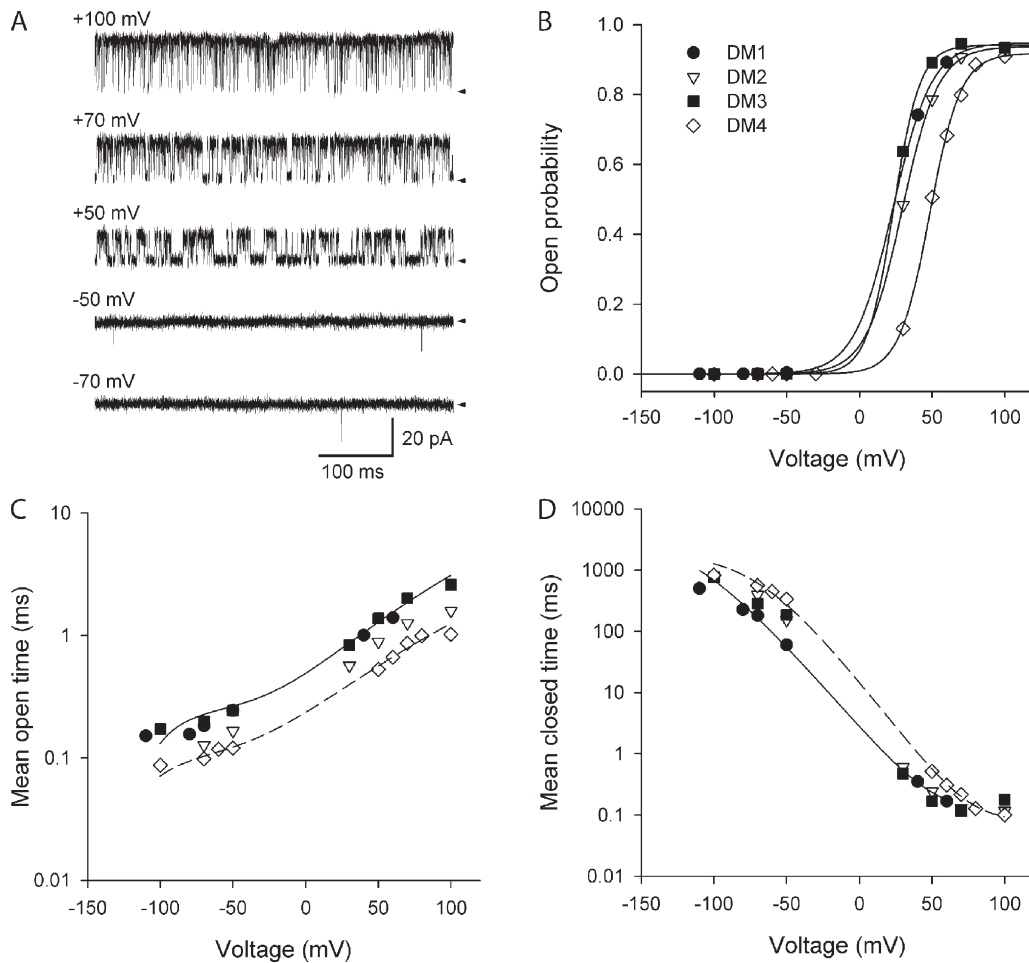 A
+100 mV
+70 mV
+50 mV
-50 mV
-70 mV
20 pA
100 ms
B
1.0
0.8
0.6
0.4
0.2
0.0
Open probability
DM1
DM2
DM3
DM4
-150 -100 -50 0 50 100
Voltage (mV)
C
10
1
0.1
0.01
Mean open time (ms)
-150 -100 -50 0 50 100
Voltage (mV)
D
10000
1000
100
10
1
0.1
0.01
Mean closed time (ms)
-150 -100 -50 0 50 100
Voltage (mV)